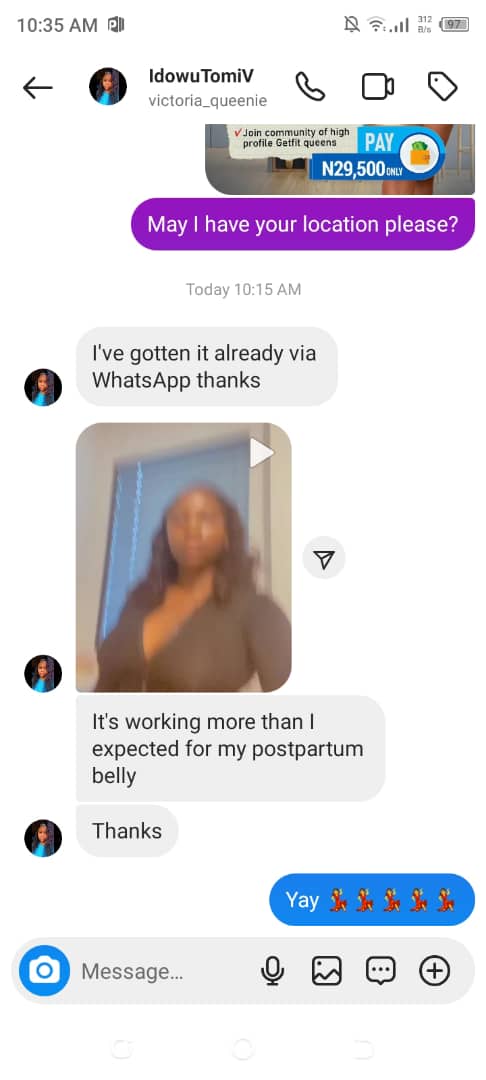 10:35 AM
312
B/s
97
IdowuTomiV
victoria_queenie
✓Join community of high
profile Getfit queens
PAY
N29,500 ONLY
May I have your location please?
Today 10:15 AM
I've gotten it already via
WhatsApp thanks
It's working more than I
expected for my postpartum
belly
Thanks
Yay 💃💃💃💃💃
Message...